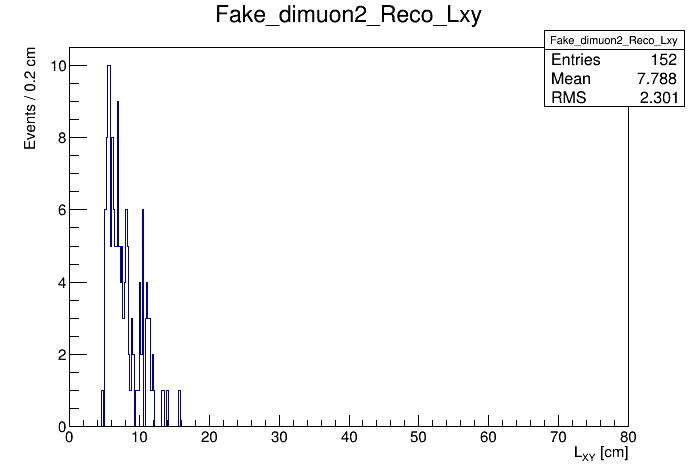 Fake_dimuon2_Reco_Lxy
Fake_dimuon2_Reco_Lxy
Entries 152
Mean 7.788
RMS 2.301
Events / 0.2 cm
10
8
6
4
2
0
0 10 20 30 40 50 60 70 80
L_XY [cm]